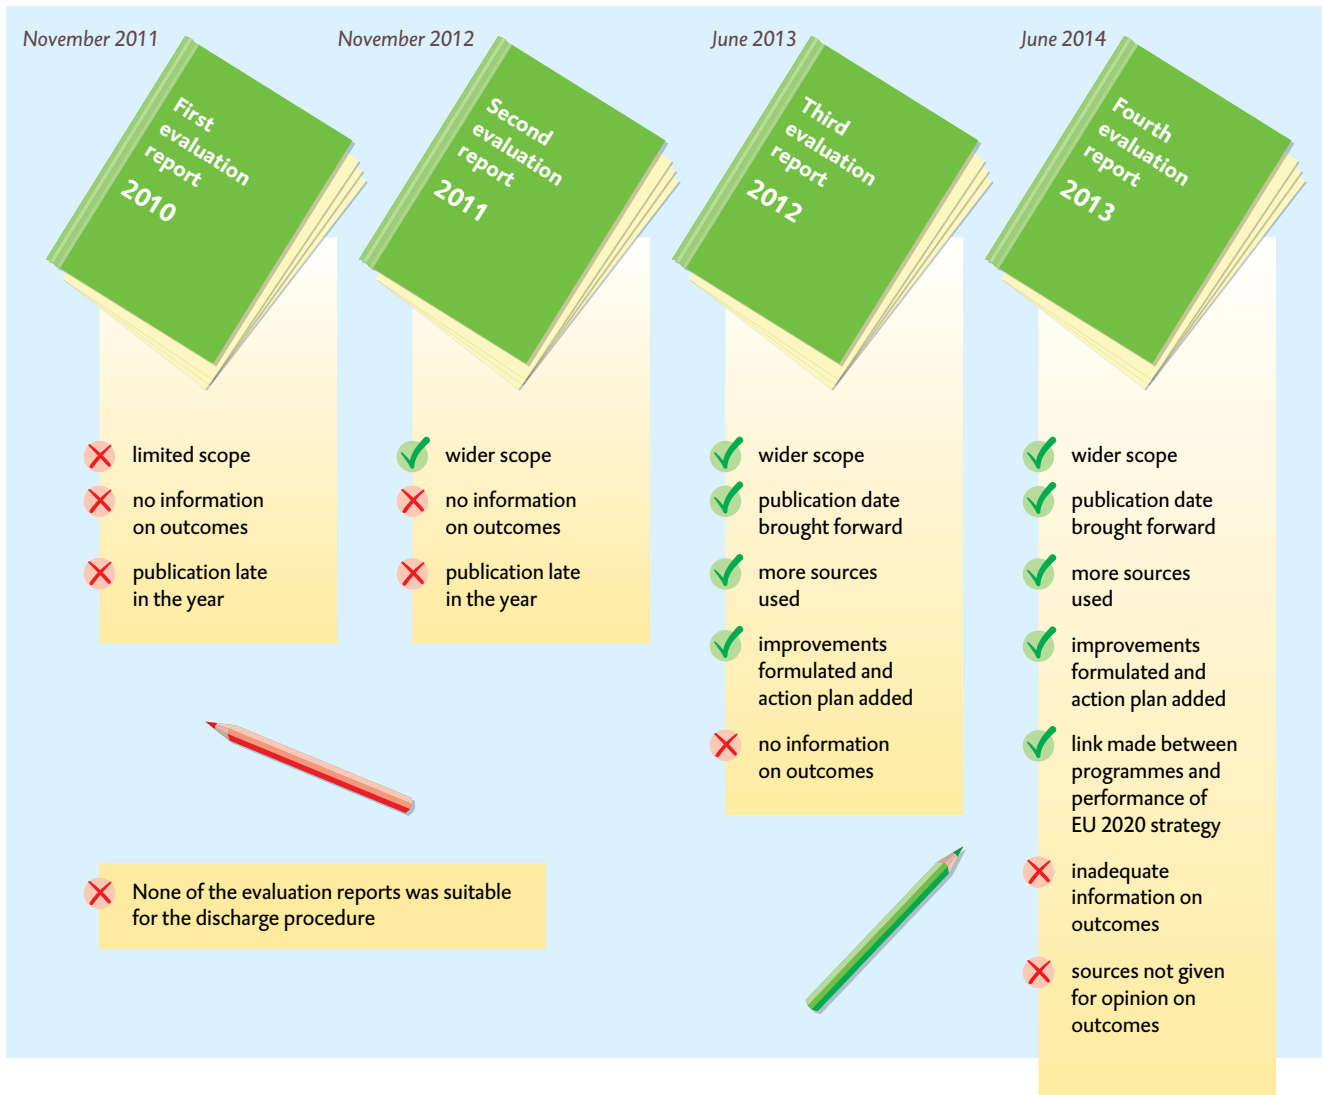 November 2011
First
evaluation
report
2010
limited scope
no information
on outcomes
publication late
in the year
November 2012
Second
evaluation
report
2011
wider scope
no information
on outcomes
publication late
in the year
June 2013
Third
evaluation
report
2012
wider scope
publication date
brought forward
more sources
used
improvements
formulated and
action plan added
no information
on outcomes
June 2014
Fourth
evaluation
report
2013
wider scope
publication date
brought forward
more sources
used
improvements
formulated and
action plan added
link made between
programmes and
performance of
EU 2020 strategy
inadequate
information on
outcomes
sources not given
for opinion on
outcomes
None of the evaluation reports was suitable
for the discharge procedure